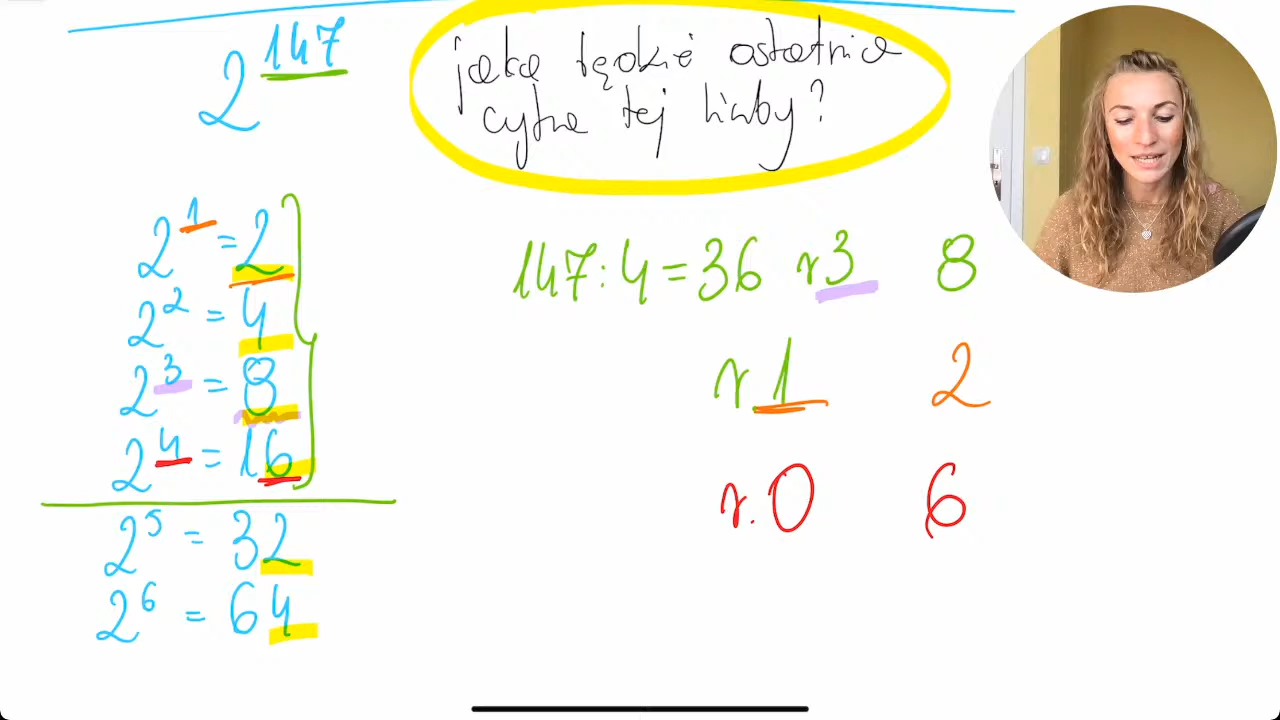 2^147
jaka będzie ostatnia
cyfra tej liczby?
2^1 = 2
2^2 = 4
2^3 = 8
2^4 = 16
2^5 = 32
2^6 = 64
147:4=36 r3 8
r 1 2
r. 0 6